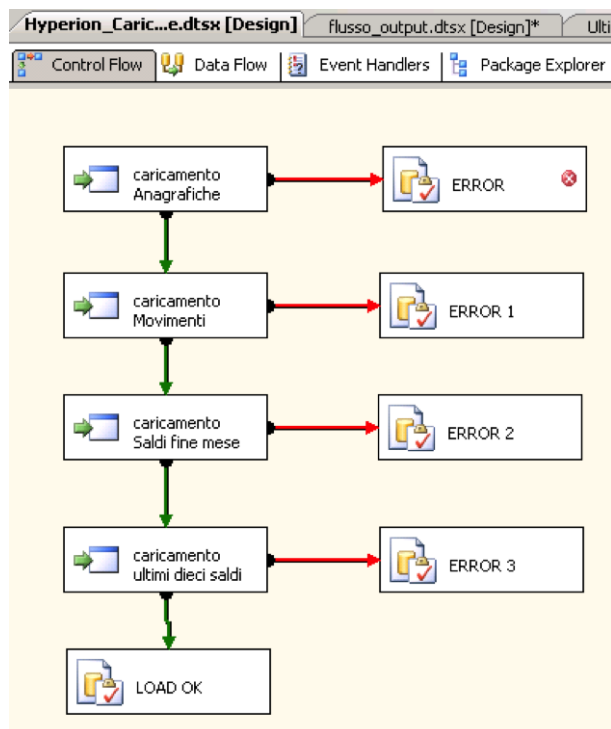 Hyperion_Caric...e.dtsx [Design]
flusso_output.dtsx [Design]*
Ulti
Control Flow
Data Flow
Event Handlers
Package Explorer
caricamento
Anagrafiche
ERROR
caricamento
Movimenti
ERROR 1
caricamento
Saldi fine mese
ERROR 2
caricamento
ultimi dieci saldi
ERROR 3
LOAD OK